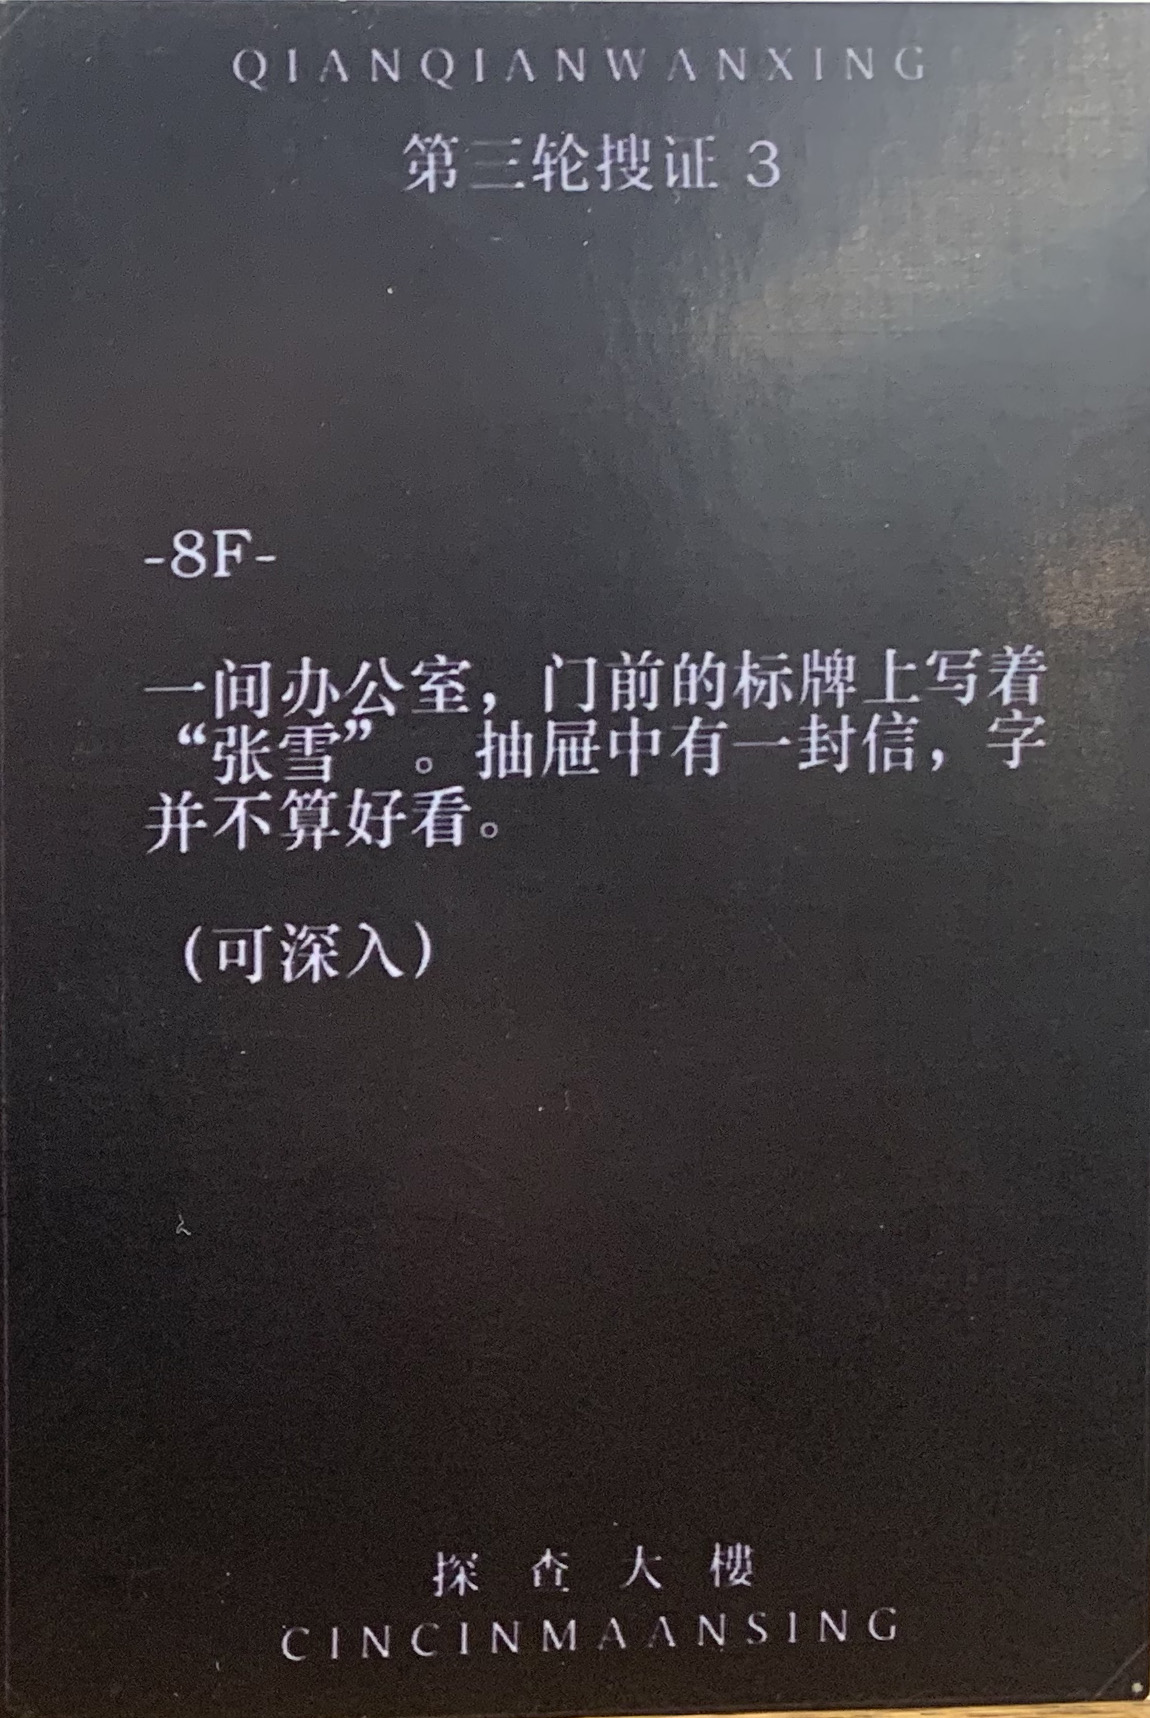 QIANQIANWANXING
第三轮搜证 3
-8F-
一间办公室，门前的标牌上写着
“张雪”。抽屉中有一封信，字
并不算好看。
（可深入）
探查大樓
CINCINMAANSING